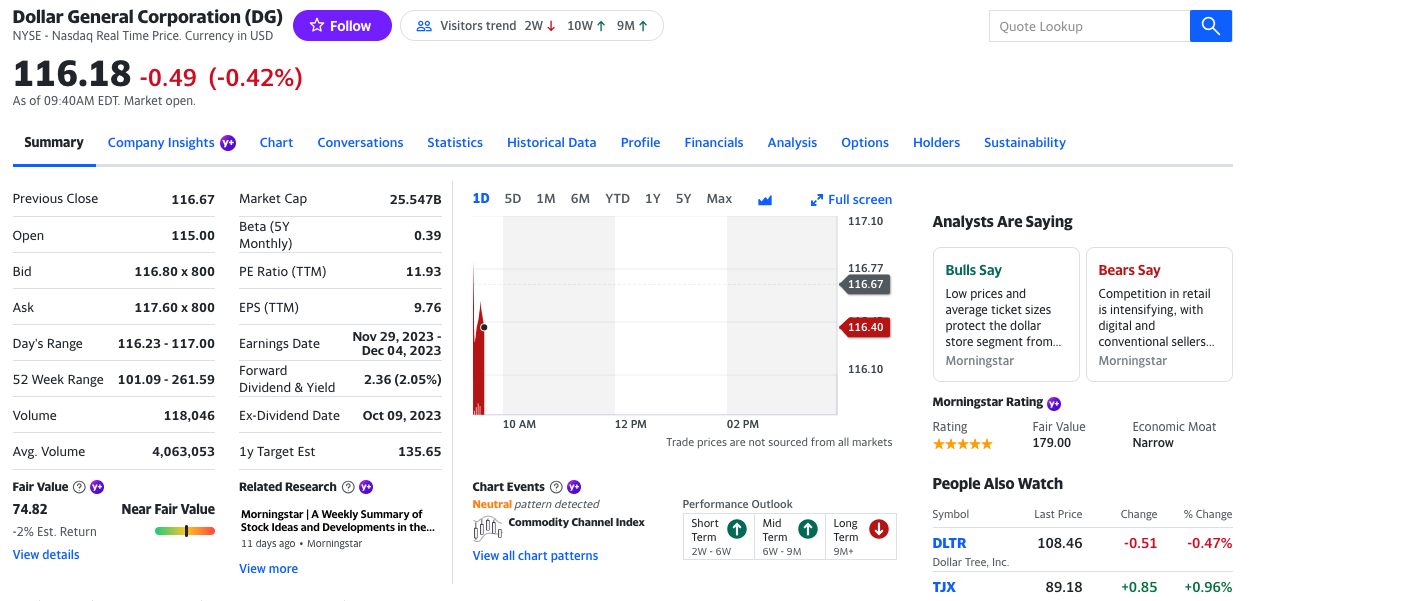 Dollar General Corporation (DG)
NYSE - Nasdaq Real Time Price. Currency in USD
Follow
Visitors trend 2W 10W 9M
Quote Lookup
116.18 -0.49 (-0.42%)
As of 09:40AM EDT. Market open.
Summary Company Insights Y+ Chart Conversations Statistics Historical Data Profile Financials Analysis Options Holders Sustainability
Previous Close 116.67
Open 115.00
Bid 116.80 x 800
Ask 117.60 x 800
Day's Range 116.23 - 117.00
52 Week Range 101.09 - 261.59
Volume 118,046
Avg. Volume 4,063,053
Market Cap 25.547B
Beta (5Y
Monthly) 0.39
PE Ratio (TTM) 11.93
EPS (TTM) 9.76
Earnings Date Nov 29, 2023 -
Dec 04, 2023
Forward
Dividend & Yield 2.36 (2.05%)
Ex-Dividend Date Oct 09, 2023
1y Target Est 135.65
Fair Value ? Y+
74.82 Near Fair Value
-2% Est. Return
View details
Related Research ? Y+
Morningstar | A Weekly Summary of
Stock Ideas and Developments in the...
11 days ago • Morningstar
View more
1D 5D 1M 6M YTD 1Y 5Y Max Full screen
117.10
116.77
116.67
116.40
116.10
10 AM 12 PM 02 PM
Trade prices are not sourced from all markets
Chart Events ? Y+
Neutral pattern detected
Commodity Channel Index
View all chart patterns
Performance Outlook
Short
Term
2W - 6W
Mid
Term
6W - 9M
Long
Term
9M+
Analysts Are Saying
Bulls Say
Low prices and
average ticket sizes
protect the dollar
store segment from...
Morningstar
Bears Say
Competition in retail
is intensifying, with
digital and
conventional sellers...
Morningstar
Morningstar Rating Y+
Rating Fair Value Economic Moat
★★★★★ 179.00 Narrow
People Also Watch
Symbol Last Price Change % Change
DLTR 108.46 -0.51 -0.47%
Dollar Tree, Inc.
TJX 89.18 +0.85 +0.96%